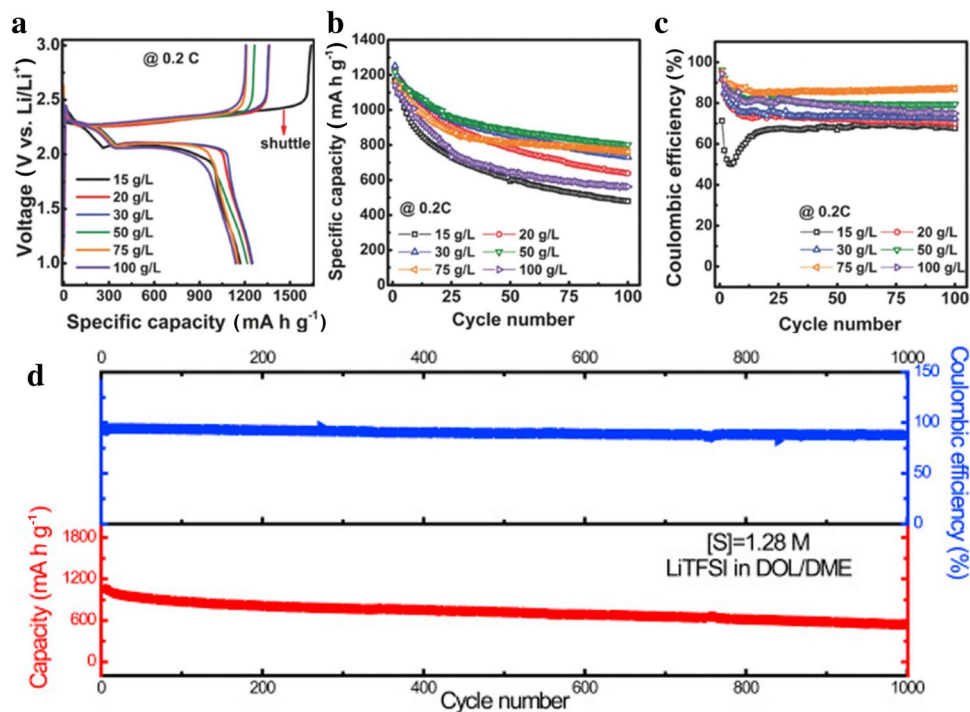 a
3.0
2.5
2.0
1.5
1.0
Voltage (V vs. Li/Li⁺)
@ 0.2 C
shuttle
15 g/L
20 g/L
30 g/L
50 g/L
75 g/L
100 g/L
0 300 600 900 1200 1500
Specific capacity (mA h g⁻¹)
b
1400
1200
1000
800
600
400
200
0
Specific capacity (mA h g⁻¹)
@ 0.2C
15 g/L 20 g/L
30 g/L 50 g/L
75 g/L 100 g/L
0 25 50 75 100
Cycle number
c
100
80
60
40
20
0
Coulombic efficiency (%)
@ 0.2C
15 g/L 20 g/L
30 g/L 50 g/L
75 g/L 100 g/L
0 25 50 75 100
Cycle number
d
0 200 400 600 800 1000
150
100
50
0
Coulombic efficiency (%)
1800
1200
600
0
Capacity (mA h g⁻¹)
[S]=1.28 M
LiTFSI in DOL/DME
0 200 400 600 800 1000
Cycle number